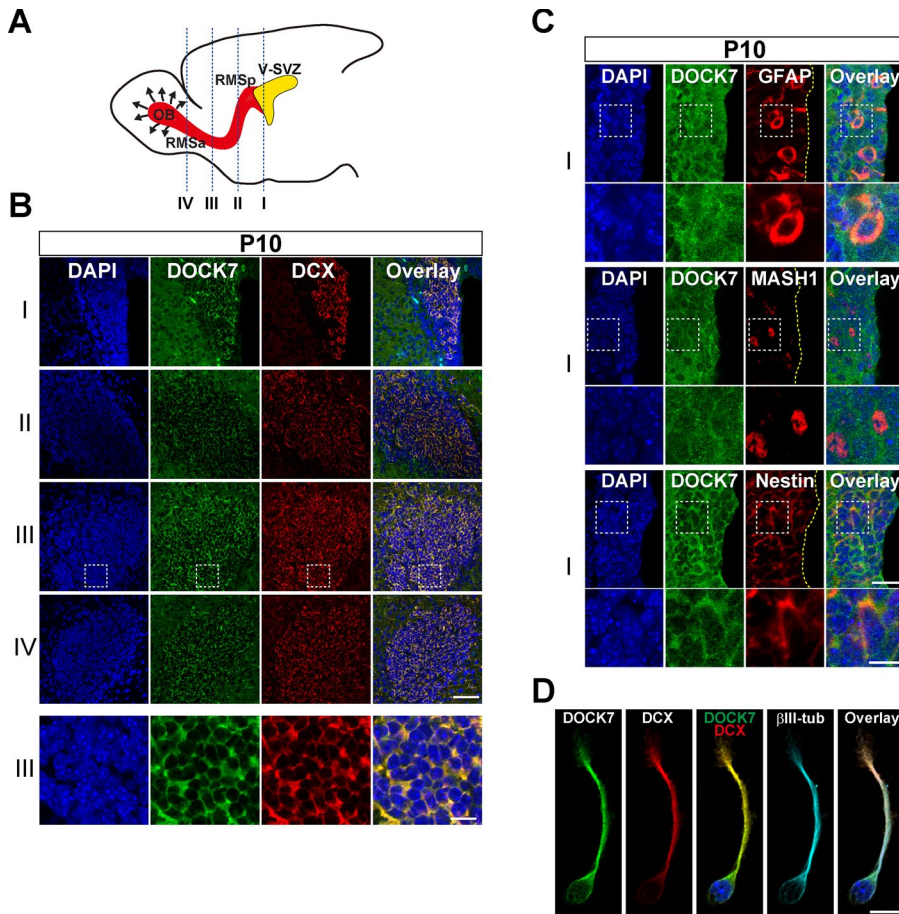 A
V-SVZ
RMSp
OB
RMSa
IV III II I
B
P10
DAPI DOCK7 DCX Overlay
I
II
III
IV
III
C
P10
DAPI DOCK7 GFAP Overlay
I
DAPI DOCK7 MASH1 Overlay
I
DAPI DOCK7 Nestin Overlay
I
D
DOCK7 DCX DOCK7 βIII-tub Overlay
DCX